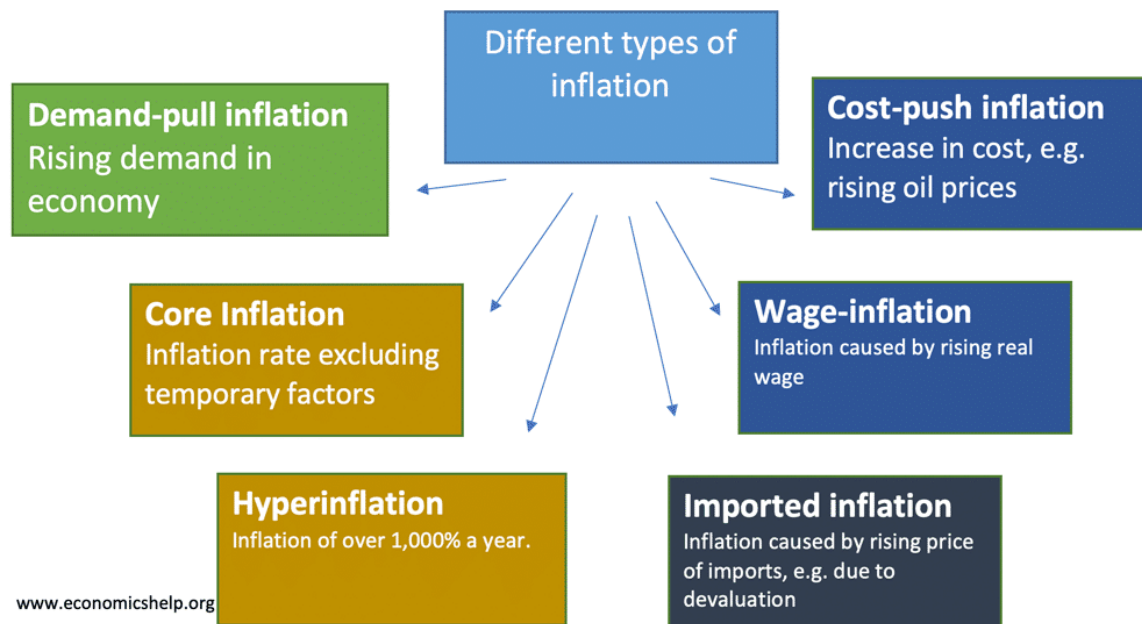 Different types of
inflation
Demand-pull inflation
Rising demand in
economy
Cost-push inflation
Increase in cost, e.g.
rising oil prices
Core Inflation
Inflation rate excluding
temporary factors
Wage-inflation
Inflation caused by rising real
wage
Hyperinflation
Inflation of over 1,000% a year.
Imported inflation
Inflation caused by rising price
of imports, e.g. due to
devaluation
www.economicshelp.org